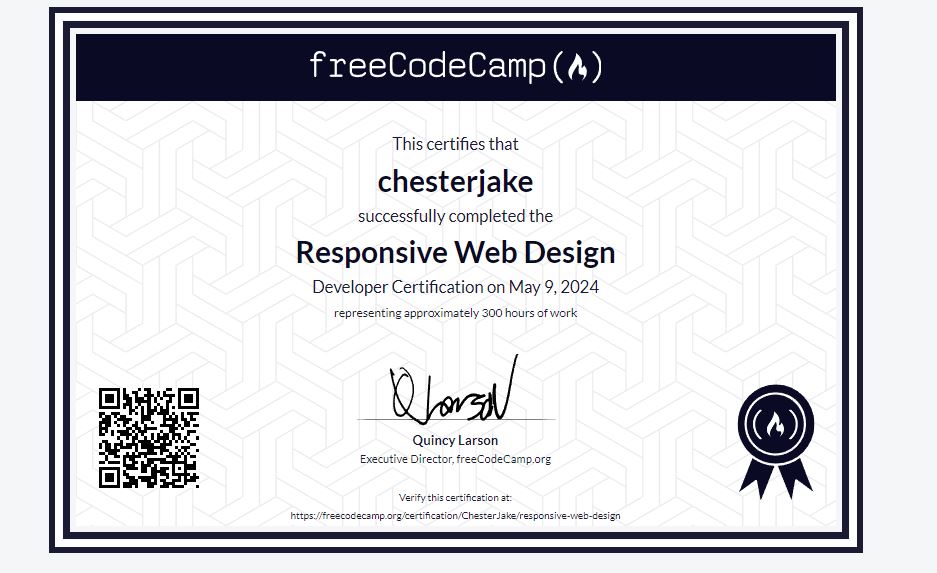 freeCodeCamp
This certifies that
chesterjake
successfully completed the
Responsive Web Design
Developer Certification on May 9, 2024
representing approximately 300 hours of work
QLarson
Quincy Larson
Executive Director, freeCodeCamp.org
Verify this certification at:
https://freecodecamp.org/certification/ChesterJake/responsive-web-design